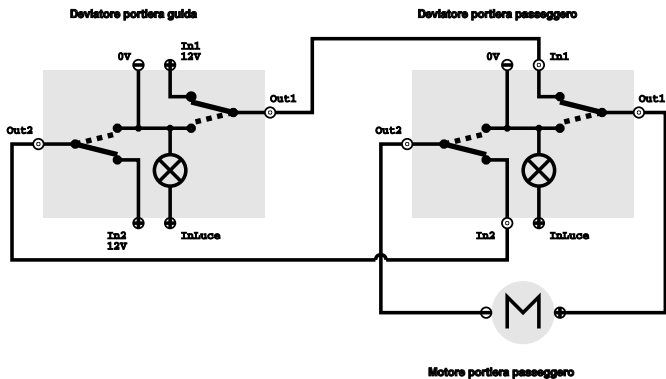 Deviatore portiera guida
Deviatore portiera passeggero
0V
In1
12V
Out1
Out2
In2
12V
InLuce
0V
In1
Out1
Out2
In2
InLuce
M
Motore portiera passeggero